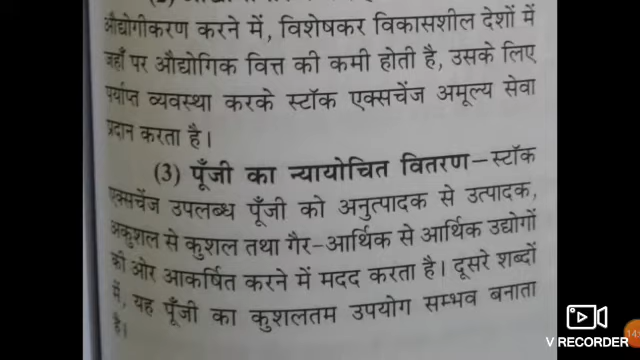 औद्योगीकरण करने में, विशेषकर विकासशील देशों में
जहाँ पर औद्योगिक वित्त की कमी होती है, उसके लिए
पर्याप्त व्यवस्था करके स्टॉक एक्सचेंज अमूल्य सेवा
प्रदान करता है।
(3) पूँजी का न्यायोचित वितरण–स्टॉक
एक्सचेंज उपलब्ध पूँजी को अनुत्पादक से उत्पादक,
अकुशल से कुशल तथा गैर–आर्थिक से आर्थिक उद्योगों
की ओर आकर्षित करने में मदद करता है। दूसरे शब्दों
में, यह पूँजी का कुशलतम उपयोग सम्भव बनाता
है।
V RECORDER